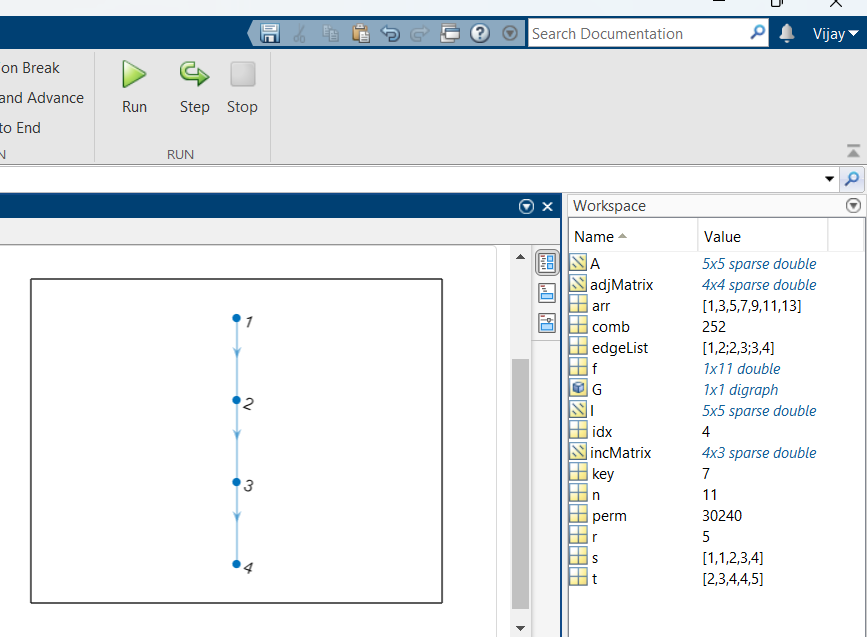 Search Documentation
Vijay
on Break
and Advance
to End
N
Run
Step
Stop
RUN
1
2
3
4
Workspace
Name Value
A 5x5 sparse double
adjMatrix 4x4 sparse double
arr [1,3,5,7,9,11,13]
comb 252
edgeList [1,2;2,3;3,4]
f 1x11 double
G 1x1 digraph
I 5x5 sparse double
idx 4
incMatrix 4x3 sparse double
key 7
n 11
perm 30240
r 5
s [1,1,2,3,4]
t [2,3,4,4,5]